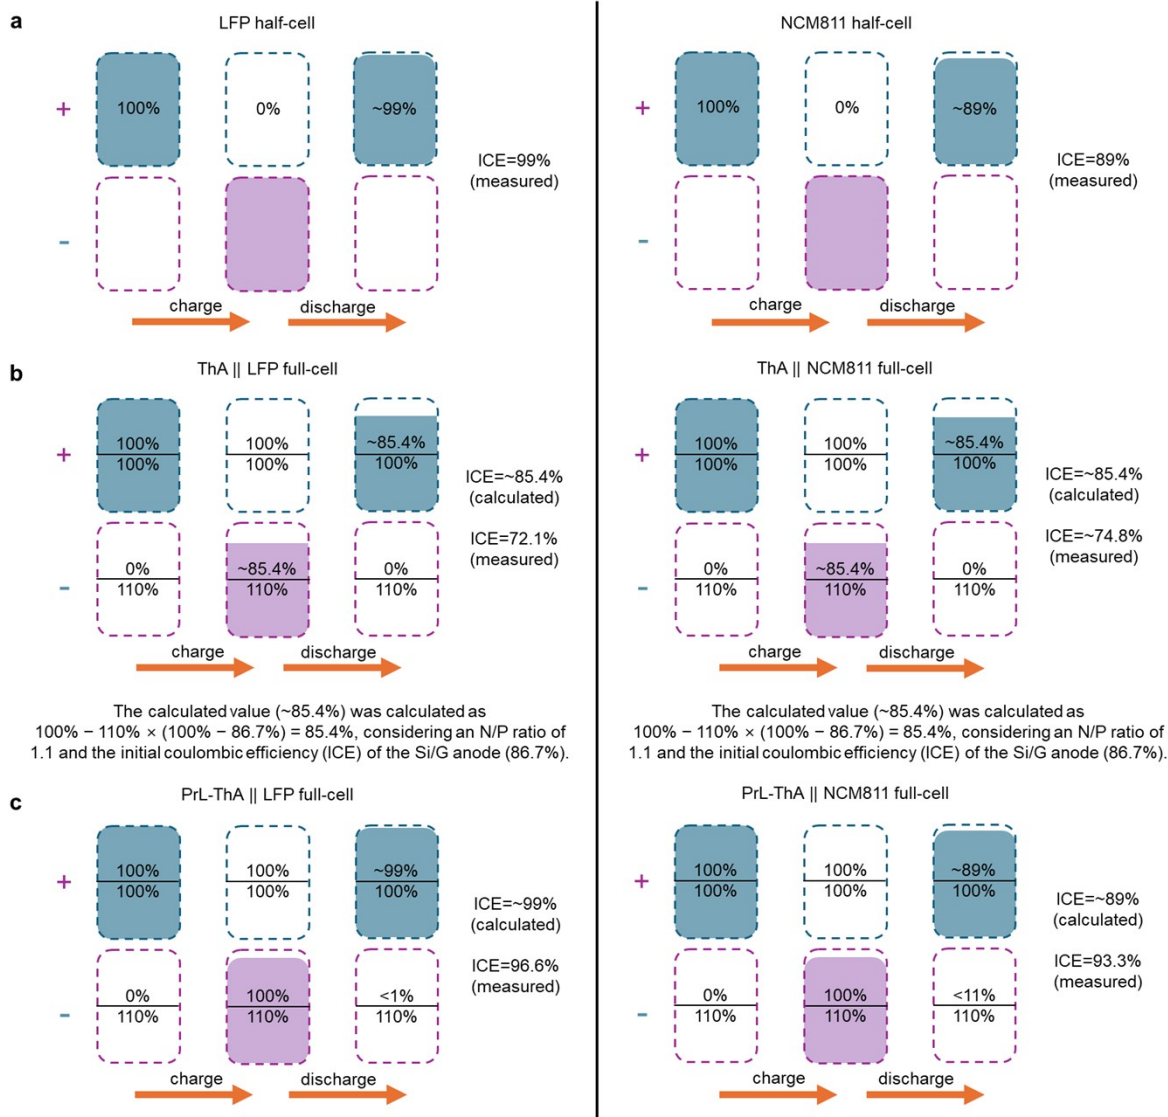 a
LFP half-cell
+
100%
0%
~99%
ICE=99%
(measured)
-
charge
discharge
NCM811 half-cell
+
100%
0%
~89%
ICE=89%
(measured)
-
charge
discharge
b
ThA || LFP full-cell
+
100%
100%
100%
100%
~85.4%
100%
ICE=~85.4%
(calculated)
ICE=72.1%
(measured)
-
0%
110%
~85.4%
110%
0%
110%
charge
discharge
The calculated value (~85.4%) was calculated as
100% − 110% × (100% − 86.7%) = 85.4%, considering an N/P ratio of
1.1 and the initial coulombic efficiency (ICE) of the Si/G anode (86.7%).
ThA || NCM811 full-cell
+
100%
100%
100%
100%
~85.4%
100%
ICE=~85.4%
(calculated)
ICE=~74.8%
(measured)
-
0%
110%
~85.4%
110%
0%
110%
charge
discharge
The calculated value (~85.4%) was calculated as
100% − 110% × (100% − 86.7%) = 85.4%, considering an N/P ratio of
1.1 and the initial coulombic efficiency (ICE) of the Si/G anode (86.7%).
c
PrL-ThA || LFP full-cell
+
100%
100%
100%
100%
~99%
100%
ICE=~99%
(calculated)
ICE=96.6%
(measured)
-
0%
110%
100%
110%
<1%
110%
charge
discharge
PrL-ThA || NCM811 full-cell
+
100%
100%
100%
100%
~89%
100%
ICE=~89%
(calculated)
ICE=93.3%
(measured)
-
0%
110%
100%
110%
<11%
110%
charge
discharge